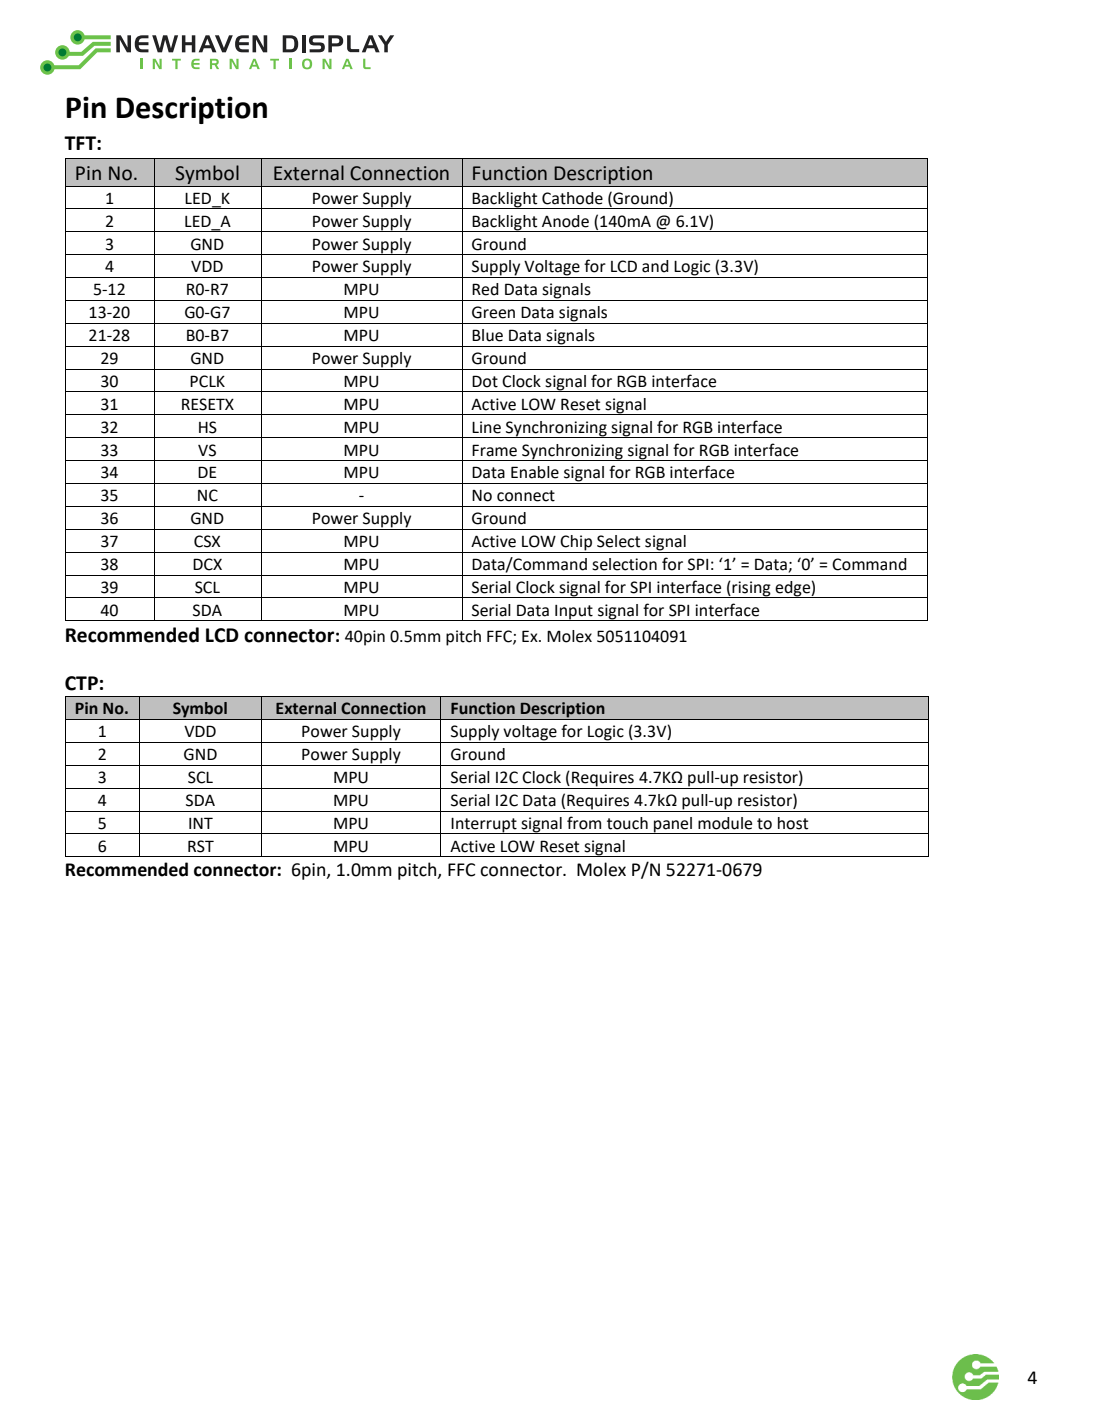 NEWHAVEN DISPLAY
INTERNATIONAL
Pin Description
TFT:
Pin No. Symbol External Connection Function Description
1 LED_K Power Supply Backlight Cathode (Ground)
2 LED_A Power Supply Backlight Anode (140mA @ 6.1V)
3 GND Power Supply Ground
4 VDD Power Supply Supply Voltage for LCD and Logic (3.3V)
5-12 R0-R7 MPU Red Data signals
13-20 G0-G7 MPU Green Data signals
21-28 B0-B7 MPU Blue Data signals
29 GND Power Supply Ground
30 PCLK MPU Dot Clock signal for RGB interface
31 RESETX MPU Active LOW Reset signal
32 HS MPU Line Synchronizing signal for RGB interface
33 VS MPU Frame Synchronizing signal for RGB interface
34 DE MPU Data Enable signal for RGB interface
35 NC - No connect
36 GND Power Supply Ground
37 CSX MPU Active LOW Chip Select signal
38 DCX MPU Data/Command selection for SPI: ‘1’ = Data; ‘0’ = Command
39 SCL MPU Serial Clock signal for SPI interface (rising edge)
40 SDA MPU Serial Data Input signal for SPI interface
Recommended LCD connector: 40pin 0.5mm pitch FFC; Ex. Molex 5051104091
CTP:
Pin No. Symbol External Connection Function Description
1 VDD Power Supply Supply voltage for Logic (3.3V)
2 GND Power Supply Ground
3 SCL MPU Serial I2C Clock (Requires 4.7KΩ pull-up resistor)
4 SDA MPU Serial I2C Data (Requires 4.7kΩ pull-up resistor)
5 INT MPU Interrupt signal from touch panel module to host
6 RST MPU Active LOW Reset signal
Recommended connector: 6pin, 1.0mm pitch, FFC connector. Molex P/N 52271-0679
4